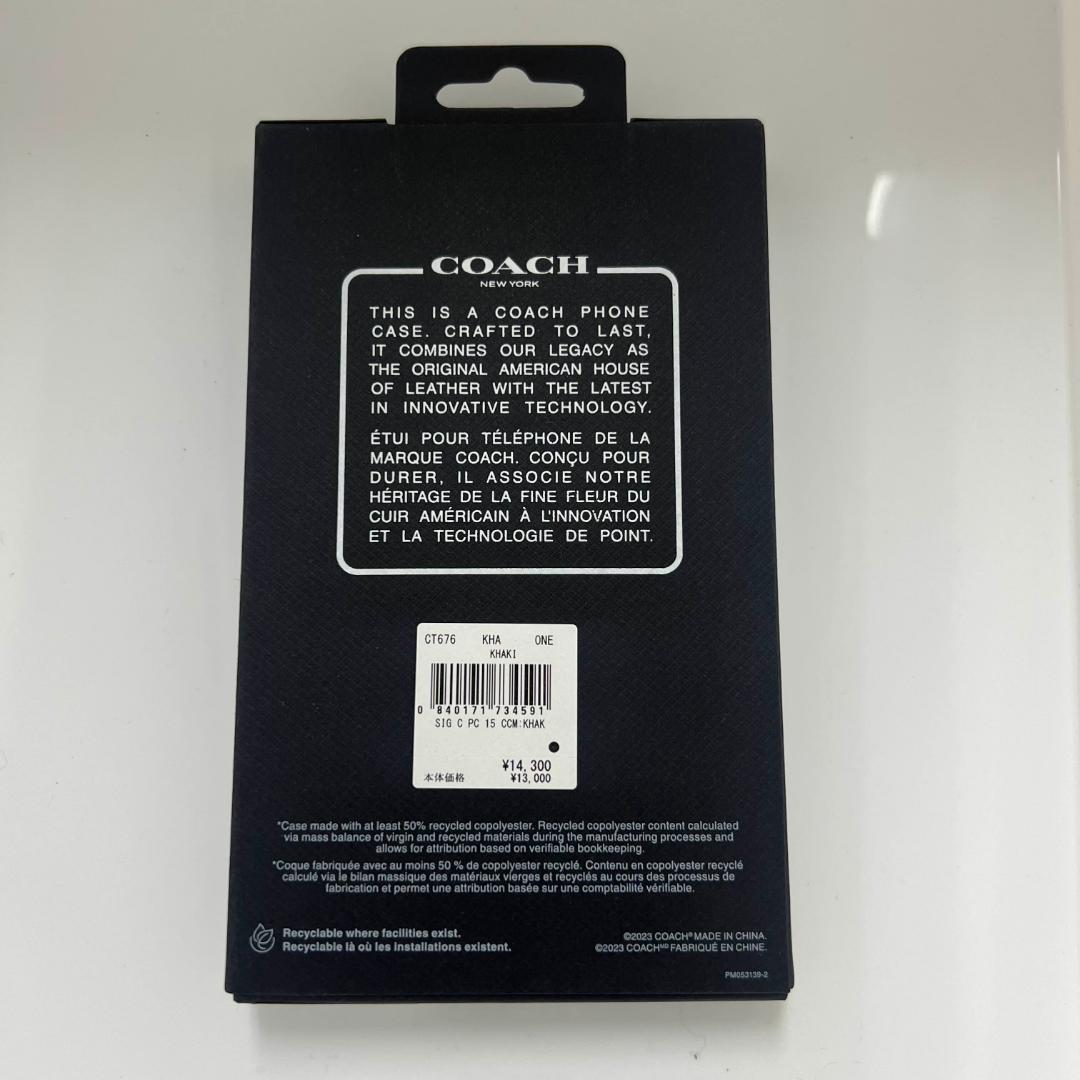 COACH
NEW YORK
THIS IS A COACH PHONE
CASE. CRAFTED TO LAST,
IT COMBINES OUR LEGACY AS
THE ORIGINAL AMERICAN HOUSE
OF LEATHER WITH THE LATEST
IN INNOVATIVE TECHNOLOGY.
ÉTUI POUR TÉLÉPHONE DE LA
MARQUE COACH. CONÇU POUR
DURER, IL ASSOCIE NOTRE
HÉRITAGE DE LA FINE FLEUR DU
CUIR AMÉRICAIN À L'INNOVATION
ET LA TECHNOLOGIE DE POINT.
CT676 KHA ONE
KHAKI
0 840171 734591
SIG C PC 15 CCM:KHAK
¥14,300
本体価格 ¥13,000
*Case made with at least 50% recycled copolyester. Recycled copolyester content calculated
via mass balance of virgin and recycled materials during the manufacturing processes and
allows for attribution based on verifiable bookkeeping.
*Coque fabriquée avec au moins 50 % de copolyester recyclé. Contenu en copolyester recyclé
calculé via le bilan massique des matériaux vierges et recyclés au cours des processus de
fabrication et permet une attribution basée sur une comptabilité vérifiable.
Recyclable where facilities exist.
Recyclable là où les installations existent.
©2023 COACH® MADE IN CHINA.
©2023 COACHᴹᴰ FABRIQUÉ EN CHINE.
PM053139-2